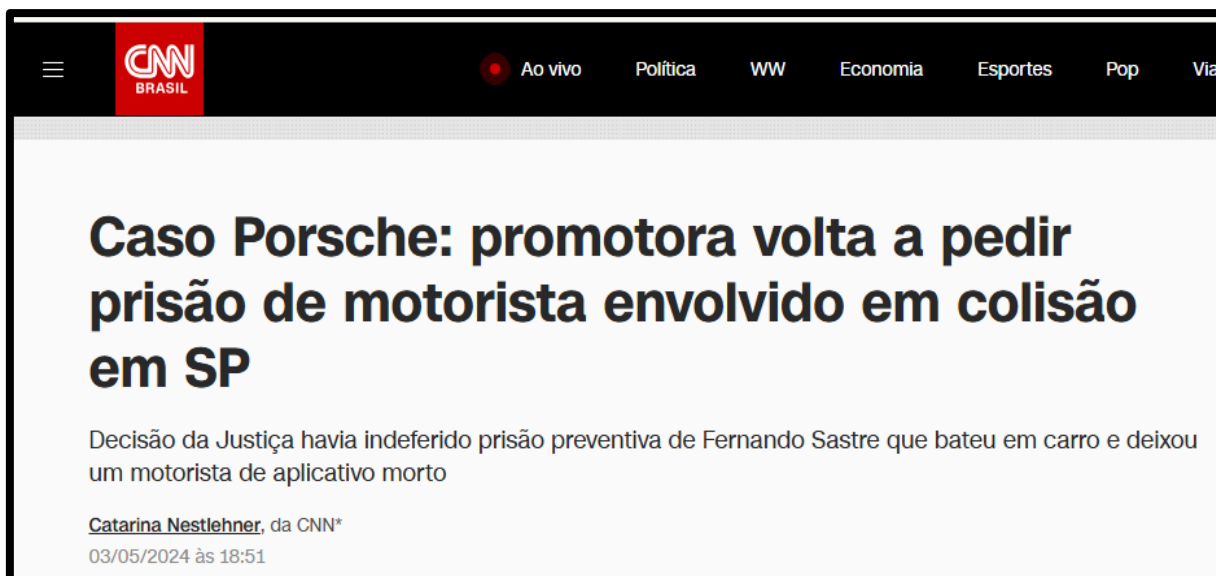 CNN
BRASIL
Ao vivo Política WW Economia Esportes Pop Via
Caso Porsche: promotora volta a pedir
prisão de motorista envolvido em colisão
em SP
Decisão da Justiça havia indeferido prisão preventiva de Fernando Sastre que bateu em carro e deixou
um motorista de aplicativo morto
Catarina Nestlehner, da CNN*
03/05/2024 às 18:51